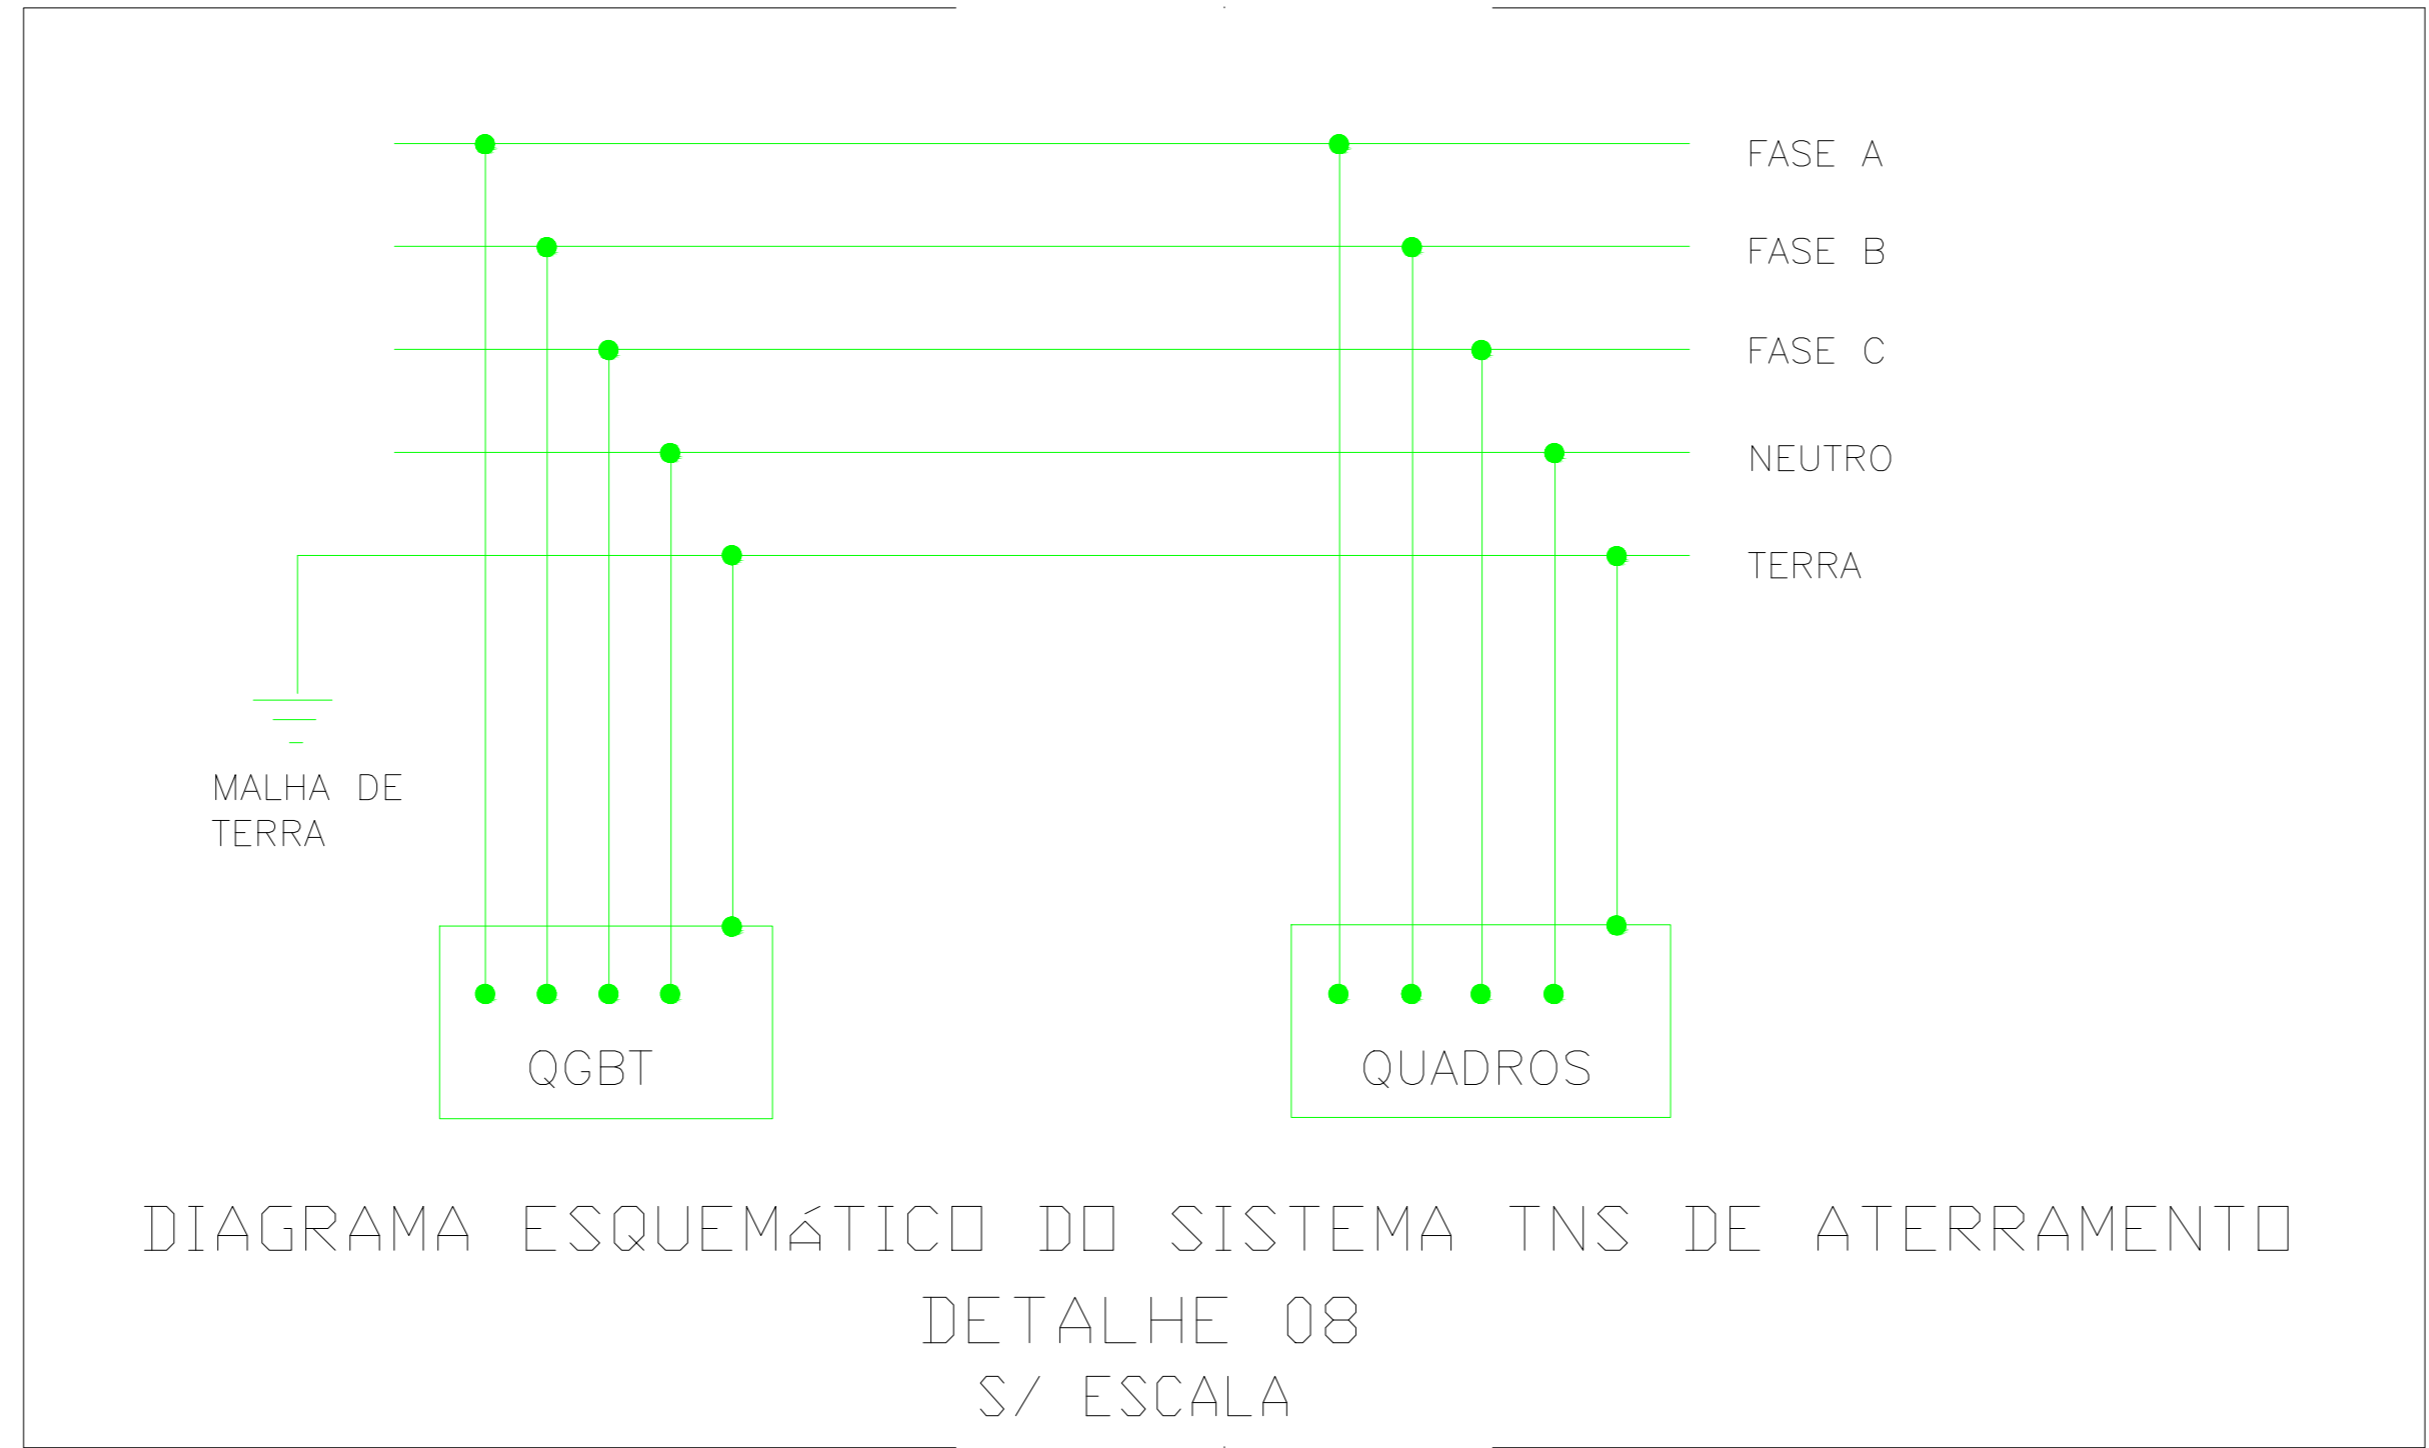 FASE A
FASE B
FASE C
NEUTRO
TERRA
MALHA DE
TERRA
QGBT
QUADROS
DIAGRAMA ESQUEMáTICO DO SISTEMA TNS DE ATERRAMENTO
DETALHE 08
S/ ESCALA